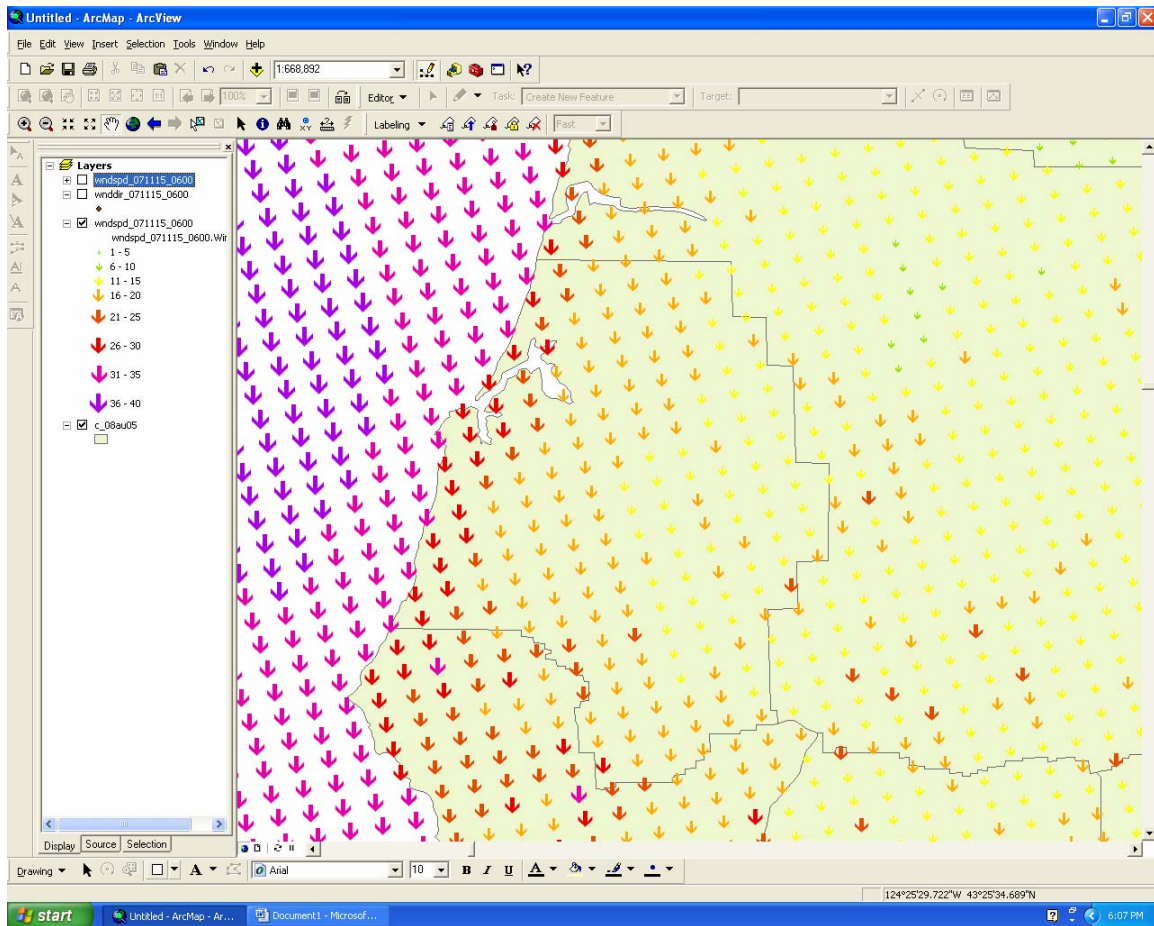 Untitled - ArcMap - ArcView
File Edit View Insert Selection Tools Window Help
1:668,892
100% Editor Task: Create New Feature Target:
Labeling Fast
Layers
wndspd_071115_0600
wnddir_071115_0600
wndspd_071115_0600
wndspd_071115_0600.Wir
1 - 5
6 - 10
11 - 15
16 - 20
21 - 25
26 - 30
31 - 35
36 - 40
c_08au05
Display Source Selection
Drawing A Arial 10 B I U A
124°25'29.722"W 43°25'34.689"N
start Untitled - ArcMap - Ar... Document1 - Microsof... 6:07 PM